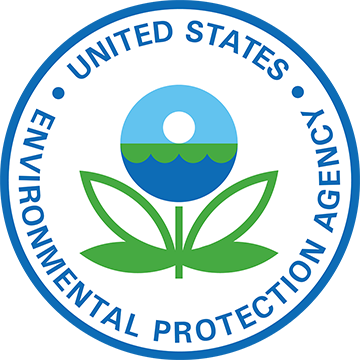 • UNITED STATES •
ENVIRONMENTAL PROTECTION AGENCY